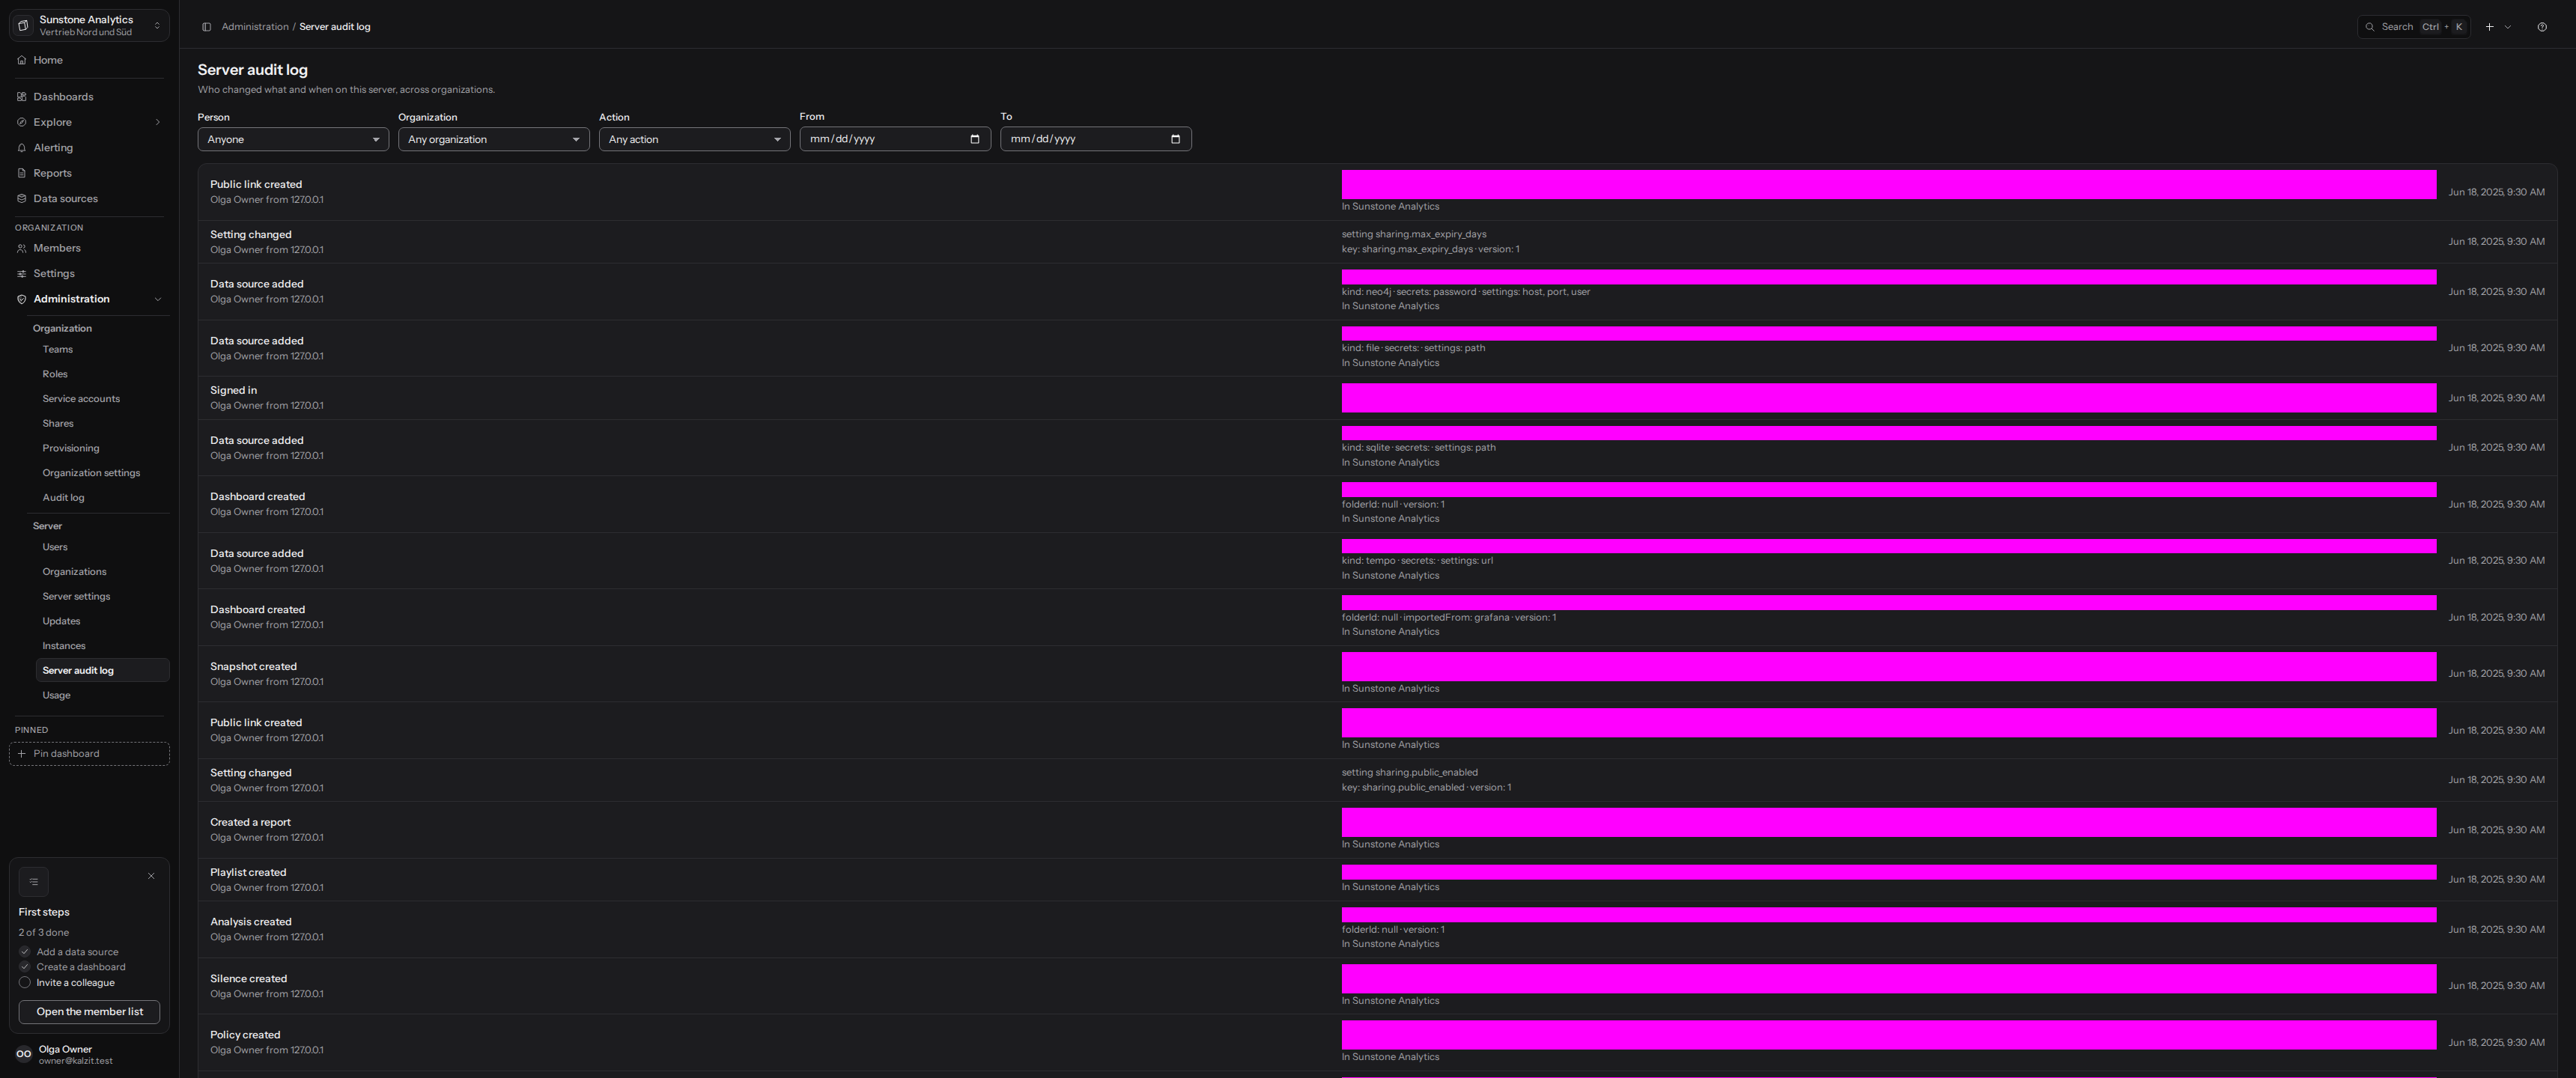 Sunstone Analytics
Vertrieb Nord und Süd
Home
Dashboards
Explore
Alerting
Reports
Data sources
ORGANIZATION
Members
Settings
Administration
Organization
Teams
Roles
Service accounts
Shares
Provisioning
Organization settings
Audit log
Server
Users
Organizations
Server settings
Updates
Instances
Server audit log
Usage
PINNED
Pin dashboard
First steps
2 of 3 done
Add a data source
Create a dashboard
Invite a colleague
Open the member list
OO
Olga Owner
owner@kalzit.test
Administration / Server audit log
Search Ctrl + K
Server audit log
Who changed what and when on this server, across organizations.
Person
Anyone
Organization
Any organization
Action
Any action
From
mm/dd/yyyy
To
mm/dd/yyyy
Public link created
Olga Owner from 127.0.0.1
In Sunstone Analytics
Jun 18, 2025, 9:30 AM
Setting changed
Olga Owner from 127.0.0.1
setting sharing.max_expiry_days
key: sharing.max_expiry_days · version: 1
Jun 18, 2025, 9:30 AM
Data source added
Olga Owner from 127.0.0.1
kind: neo4j · secrets: password · settings: host, port, user
In Sunstone Analytics
Jun 18, 2025, 9:30 AM
Data source added
Olga Owner from 127.0.0.1
kind: file · secrets: · settings: path
In Sunstone Analytics
Jun 18, 2025, 9:30 AM
Signed in
Olga Owner from 127.0.0.1
Jun 18, 2025, 9:30 AM
Data source added
Olga Owner from 127.0.0.1
kind: sqlite · secrets: · settings: path
In Sunstone Analytics
Jun 18, 2025, 9:30 AM
Dashboard created
Olga Owner from 127.0.0.1
folderId: null · version: 1
In Sunstone Analytics
Jun 18, 2025, 9:30 AM
Data source added
Olga Owner from 127.0.0.1
kind: tempo · secrets: · settings: url
In Sunstone Analytics
Jun 18, 2025, 9:30 AM
Dashboard created
Olga Owner from 127.0.0.1
folderId: null · importedFrom: grafana · version: 1
In Sunstone Analytics
Jun 18, 2025, 9:30 AM
Snapshot created
Olga Owner from 127.0.0.1
In Sunstone Analytics
Jun 18, 2025, 9:30 AM
Public link created
Olga Owner from 127.0.0.1
In Sunstone Analytics
Jun 18, 2025, 9:30 AM
Setting changed
Olga Owner from 127.0.0.1
setting sharing.public_enabled
key: sharing.public_enabled · version: 1
Jun 18, 2025, 9:30 AM
Created a report
Olga Owner from 127.0.0.1
In Sunstone Analytics
Jun 18, 2025, 9:30 AM
Playlist created
Olga Owner from 127.0.0.1
In Sunstone Analytics
Jun 18, 2025, 9:30 AM
Analysis created
Olga Owner from 127.0.0.1
folderId: null · version: 1
In Sunstone Analytics
Jun 18, 2025, 9:30 AM
Silence created
Olga Owner from 127.0.0.1
In Sunstone Analytics
Jun 18, 2025, 9:30 AM
Policy created
Olga Owner from 127.0.0.1
In Sunstone Analytics
Jun 18, 2025, 9:30 AM